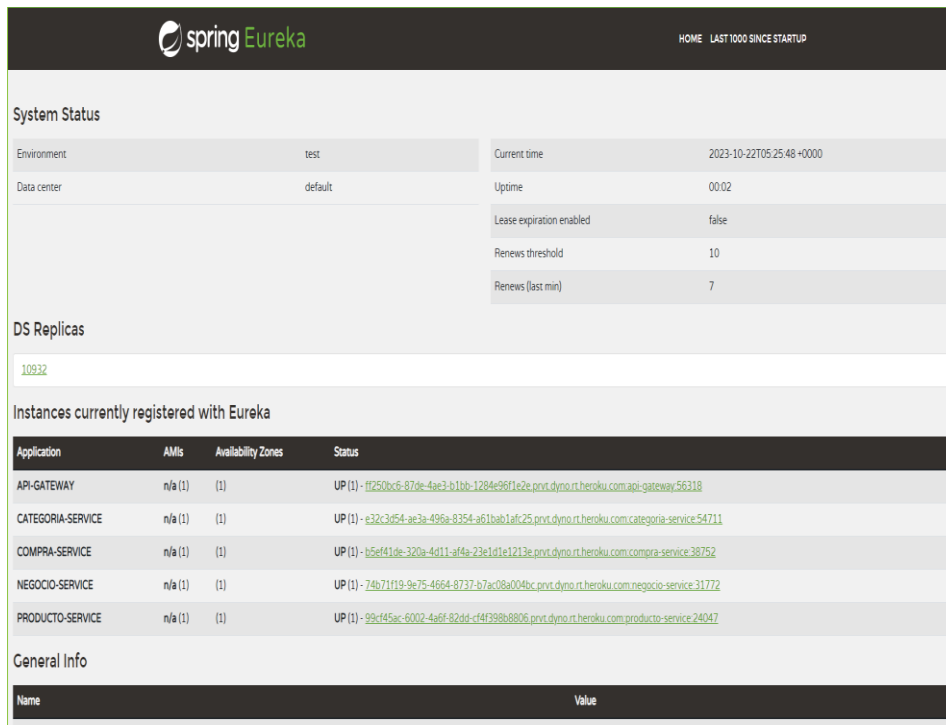 spring Eureka
HOME LAST 1000 SINCE STARTUP
System Status
Environment test
Data center default
Current time 2023-10-22T05:25:48 +0000
Uptime 00:02
Lease expiration enabled false
Renews threshold 10
Renews (last min) 7
DS Replicas
10932
Instances currently registered with Eureka
Application AMIs Availability Zones Status
API-GATEWAY n/a (1) (1) UP (1) - ff250bc6-87de-4ae3-b1bb-1284e96f1e2e.prvt.dyno.rt.heroku.com:api-gateway:56318
CATEGORIA-SERVICE n/a (1) (1) UP (1) - e32c3d54-ae3a-496a-8354-a61bab1afc25.prvt.dyno.rt.heroku.com:categoria-service:54711
COMPRA-SERVICE n/a (1) (1) UP (1) - b5ef41de-320a-4d11-af4a-23e1d1e1213e.prvt.dyno.rt.heroku.com:compra-service:38752
NEGOCIO-SERVICE n/a (1) (1) UP (1) - 74b71f19-9e75-4664-8737-b7ac08a004bc.prvt.dyno.rt.heroku.com:negocio-service:31772
PRODUCTO-SERVICE n/a (1) (1) UP (1) - 99cf45ac-6002-4a6f-82dd-cf4f398b8806.prvt.dyno.rt.heroku.com:producto-service:24047
General Info
Name Value